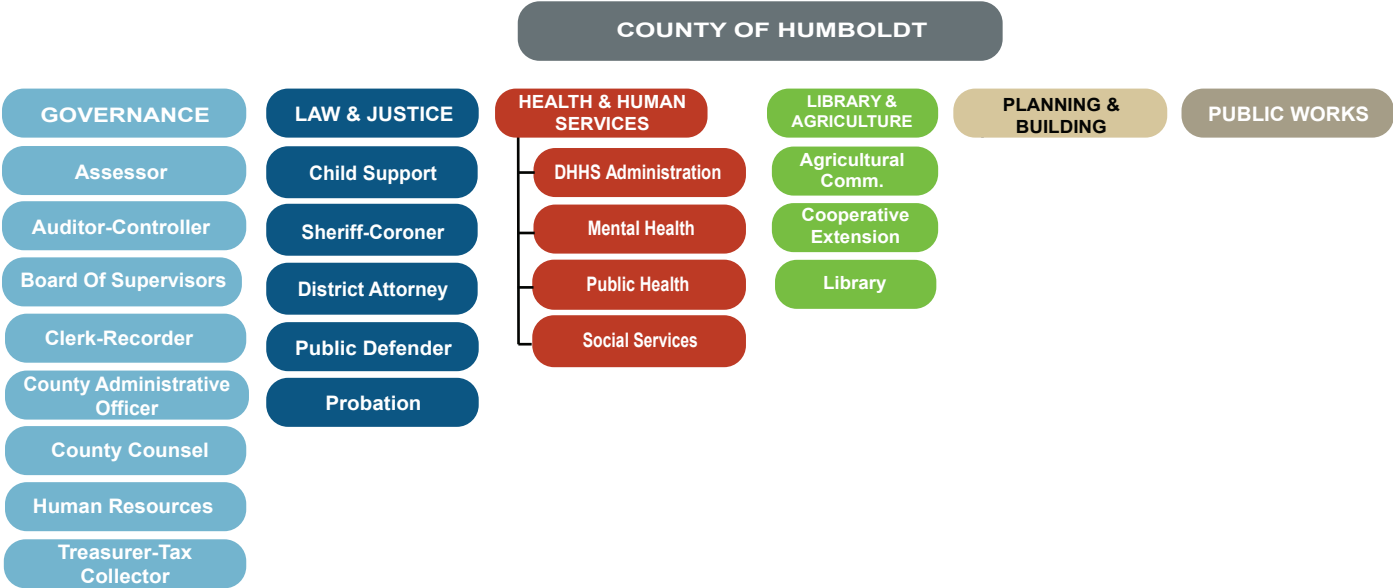 COUNTY OF HUMBOLDT
GOVERNANCE
Assessor
Auditor-Controller
Board Of Supervisors
Clerk-Recorder
County Administrative
Officer
County Counsel
Human Resources
Treasurer-Tax
Collector
LAW & JUSTICE
Child Support
Sheriff-Coroner
District Attorney
Public Defender
Probation
HEALTH & HUMAN
SERVICES
DHHS Administration
Mental Health
Public Health
Social Services
LIBRARY &
AGRICULTURE
Agricultural
Comm.
Cooperative
Extension
Library
PLANNING &
BUILDING
PUBLIC WORKS